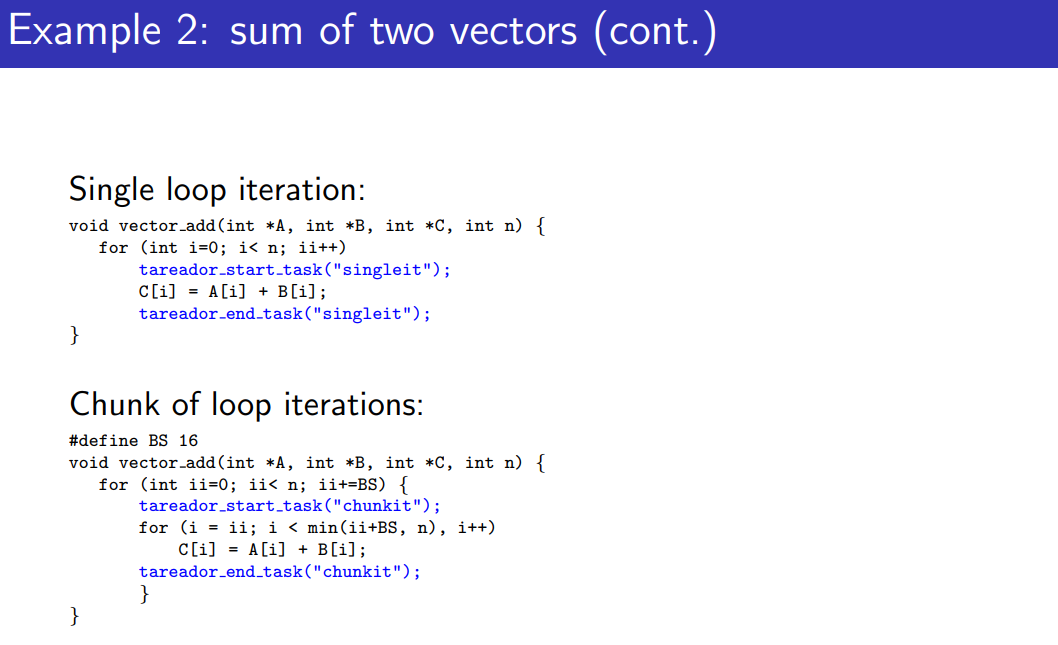 Example 2: sum of two vectors (cont.)
Single loop iteration:
void vector_add(int *A, int *B, int *C, int n) {
for (int i=0; i< n; ii++)
tareador_start_task("singleit");
C[i] = A[i] + B[i];
tareador_end_task("singleit");
}
Chunk of loop iterations:
#define BS 16
void vector_add(int *A, int *B, int *C, int n) {
for (int ii=0; ii< n; ii+=BS) {
tareador_start_task("chunkit");
for (i = ii; i < min(ii+BS, n), i++)
C[i] = A[i] + B[i];
tareador_end_task("chunkit");
}
}